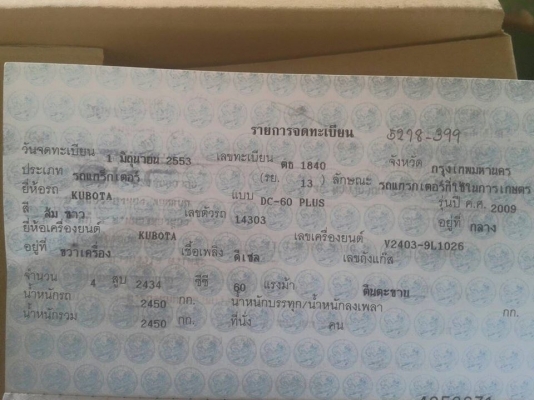 รายการจดทะเบียน 5278-399
วันจดทะเบียน 1 มิถุนายน 2553 เลขทะเบียน ตอ 1840 จังหวัด กรุงเทพมหานคร
ประเภท รถแทรกเตอร์ (รย. 13 ) ลักษณะ รถแทรกเตอร์ที่ใช้ในการเกษตร
ยี่ห้อรถ KUBOTA แบบ DC-60 PLUS รุ่นปี ค.ศ. 2009
สี ส้ม ขาว เลขตัวรถ 14303 อยู่ที่ กลาง
ยี่ห้อเครื่องยนต์ KUBOTA เลขเครื่องยนต์ V2403-9L1026
อยู่ที่ ขวาเครื่อง เชื้อเพลิง ดีเซล เลขถังแก๊ส
จำนวน 4 สูบ 2434 ซีซี 60 แรงม้า ตีนตะขาบ
น้ำหนักรถ 2450 กก. น้ำหนักบรรทุก/น้ำหนักลงเพลา กก.
น้ำหนักรวม 2450 กก. ที่นั่ง คน